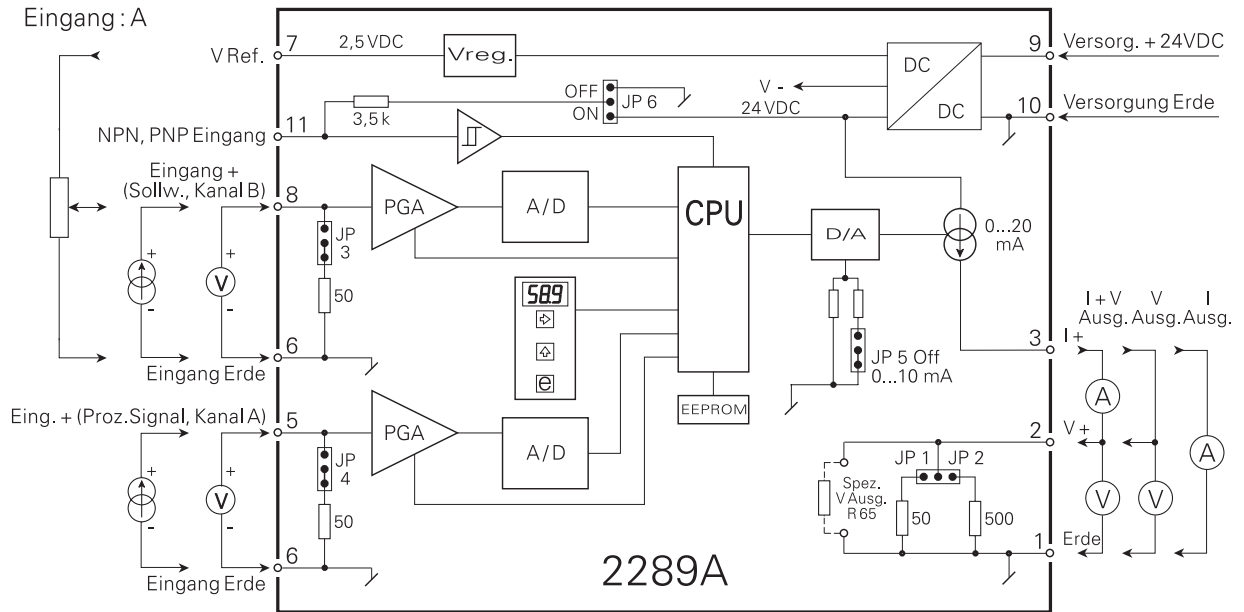 Eingang : A
V Ref.
7
2,5 VDC
Vreg.
DC
DC
9
Versorg. + 24VDC
V -
24 VDC
10
Versorgung Erde
OFF
ON
JP 6
3,5 k
NPN, PNP Eingang
11
Eingang +
(Sollw., Kanal B)
8
PGA
A/D
CPU
JP
3
50
D/A
0...20
mA
58.9
e
6
Eingang Erde
JP 5 Off
0...10 mA
I + V
Ausg.
V
Ausg.
I
Ausg.
3
I +
A
EEPROM
Eing. + (Proz.Signal, Kanal A)
5
PGA
A/D
JP
4
50
2
V +
JP 1
JP 2
Spez.
V Ausg.
R 65
50
500
A
V
V
+
-
+
V
-
+
-
+
V
-
1
Erde
6
Eingang Erde
2289A